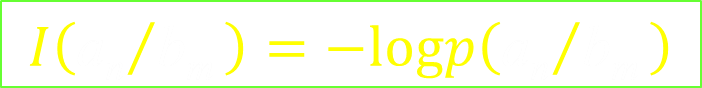 I( / ) = −logp( / )